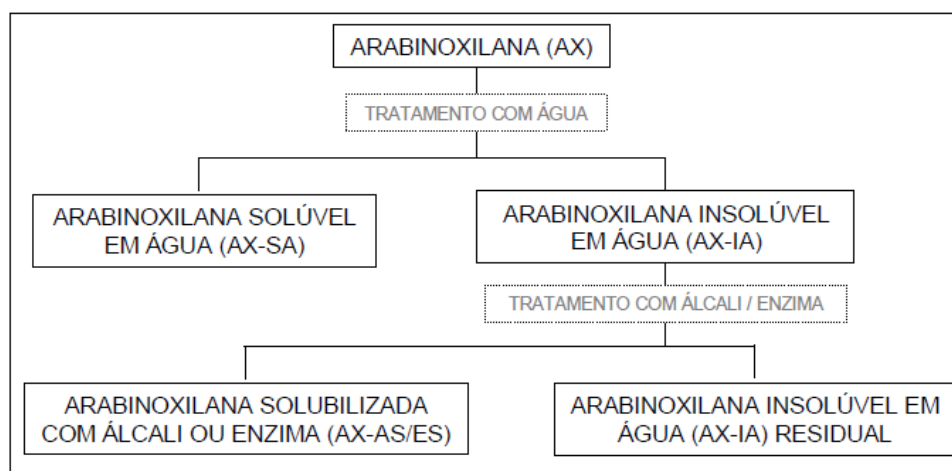 ARABINOXILANA (AX)
TRATAMENTO COM ÁGUA
ARABINOXILANA SOLÚVEL
EM ÁGUA (AX-SA)
ARABINOXILANA INSOLÚVEL
EM ÁGUA (AX-IA)
TRATAMENTO COM ÁLCALI / ENZIMA
ARABINOXILANA SOLUBILIZADA
COM ÁLCALI OU ENZIMA (AX-AS/ES)
ARABINOXILANA INSOLÚVEL EM
ÁGUA (AX-IA) RESIDUAL